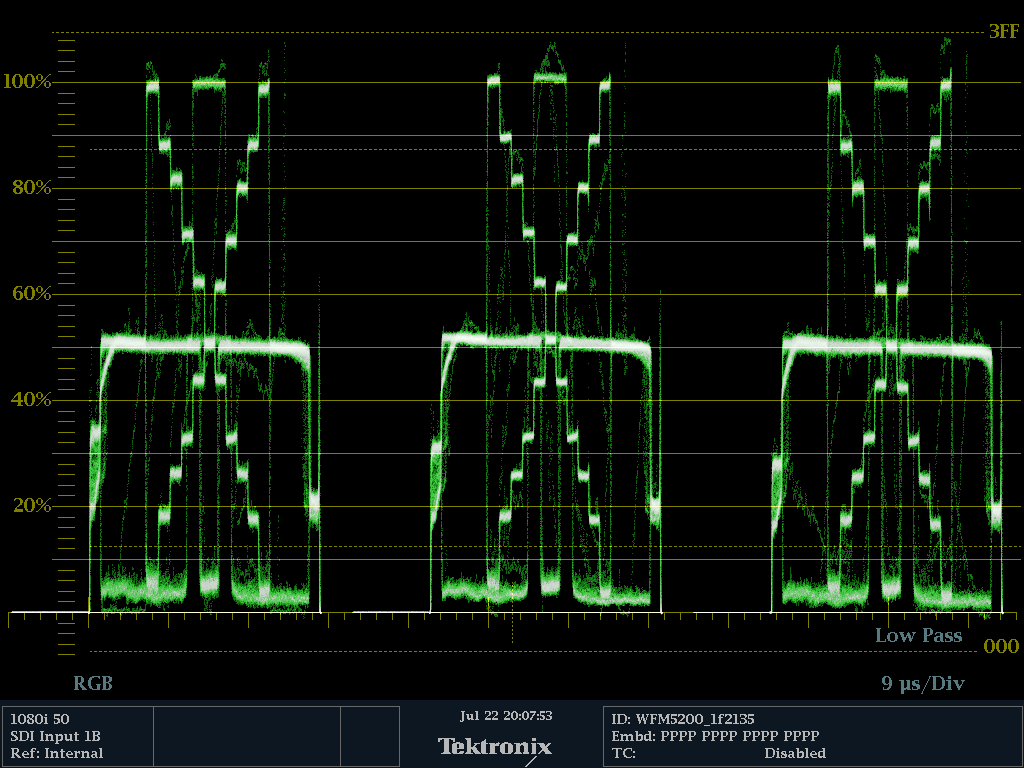 3FF
100%
80%
60%
40%
20%
Low Pass
000
RGB
9 µs/Div
1080i 50
SDI Input 1B
Ref: Internal
Jul 22 20:07:53
Tektronix
ID: WFM5200_1f2135
Embd: PPPP PPPP PPPP PPPP
TC: Disabled